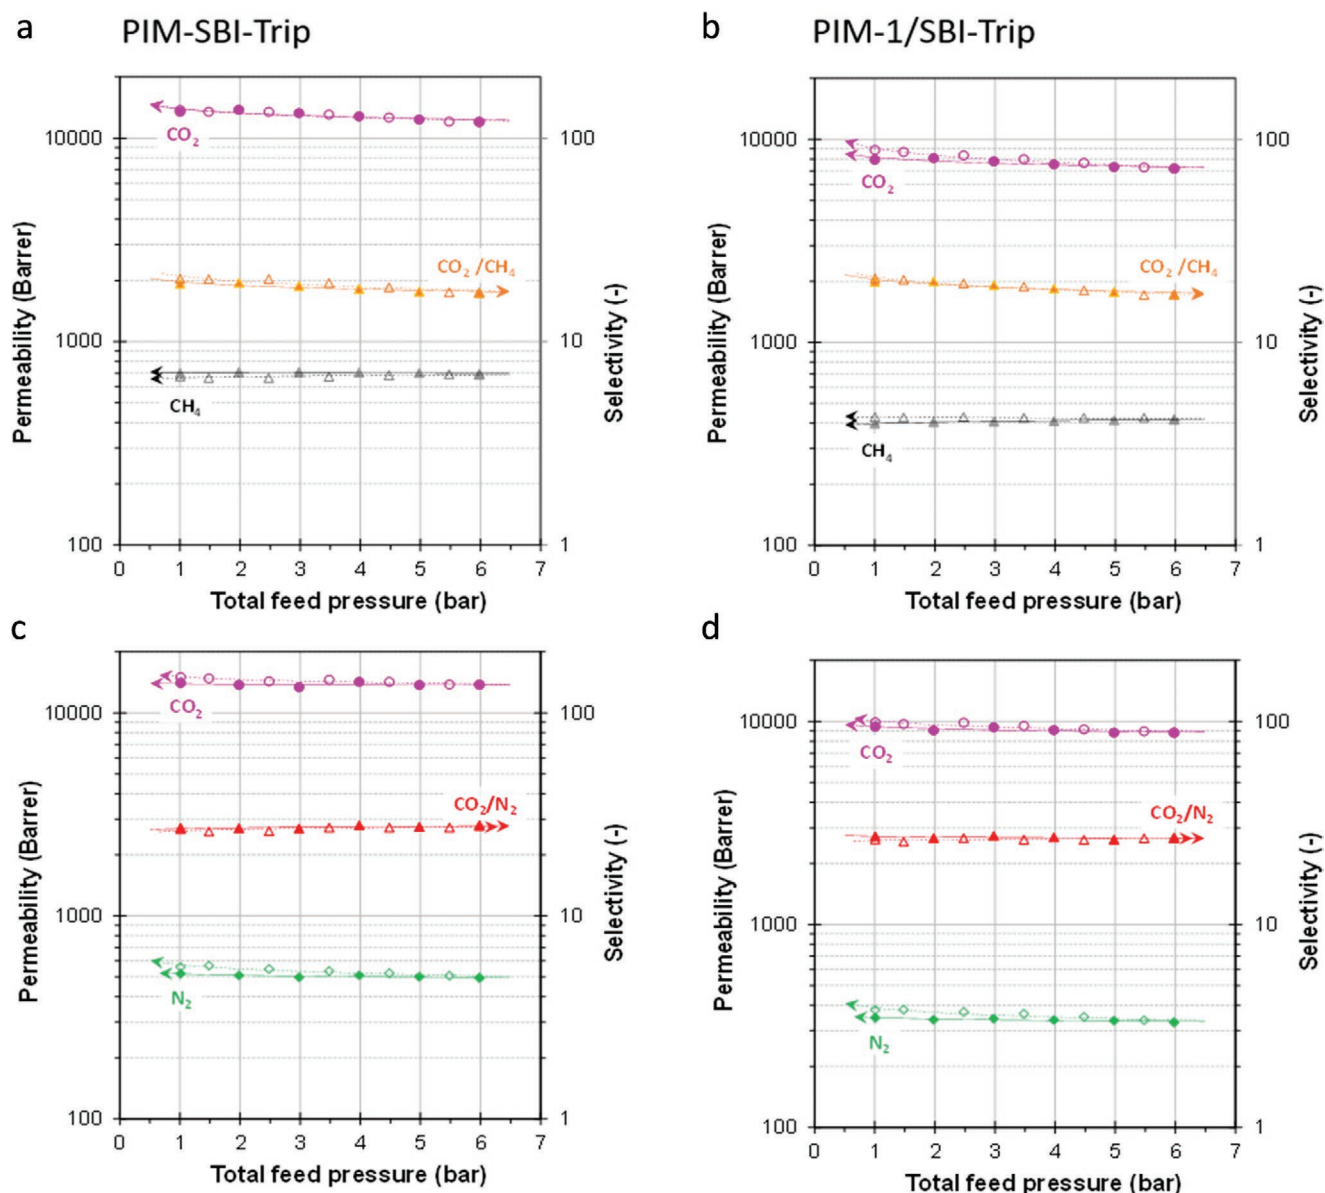 a PIM-SBI-Trip
10000
1000
100
Permeability (Barrer)
CO₂
CO₂ /CH₄
CH₄
100
10
1
Selectivity (-)
0 1 2 3 4 5 6 7
Total feed pressure (bar)
b PIM-1/SBI-Trip
10000
1000
100
Permeability (Barrer)
CO₂
CO₂ /CH₄
CH₄
100
10
1
Selectivity (-)
0 1 2 3 4 5 6 7
Total feed pressure (bar)
c
10000
1000
100
Permeability (Barrer)
CO₂
CO₂/N₂
N₂
100
10
1
Selectivity (-)
0 1 2 3 4 5 6 7
Total feed pressure (bar)
d
10000
1000
100
Permeability (Barrer)
CO₂
CO₂/N₂
N₂
100
10
1
Selectivity (-)
0 1 2 3 4 5 6 7
Total feed pressure (bar)